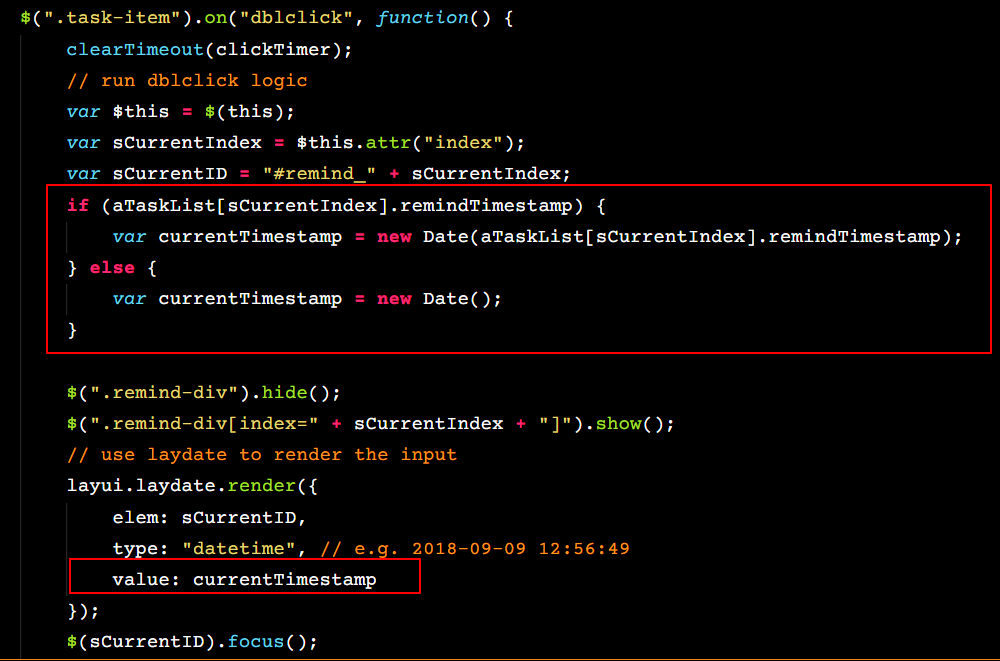 $(".task-item").on("dblclick", function() {
clearTimeout(clickTimer);
// run dblclick logic
var $this = $(this);
var sCurrentIndex = $this.attr("index");
var sCurrentID = "#remind_" + sCurrentIndex;
if (aTaskList[sCurrentIndex].remindTimestamp) {
var currentTimestamp = new Date(aTaskList[sCurrentIndex].remindTimestamp);
} else {
var currentTimestamp = new Date();
}
$(".remind-div").hide();
$(".remind-div[index=" + sCurrentIndex + "]").show();
// use laydate to render the input
layui.laydate.render({
elem: sCurrentID,
type: "datetime", // e.g. 2018-09-09 12:56:49
value: currentTimestamp
});
$(sCurrentID).focus();